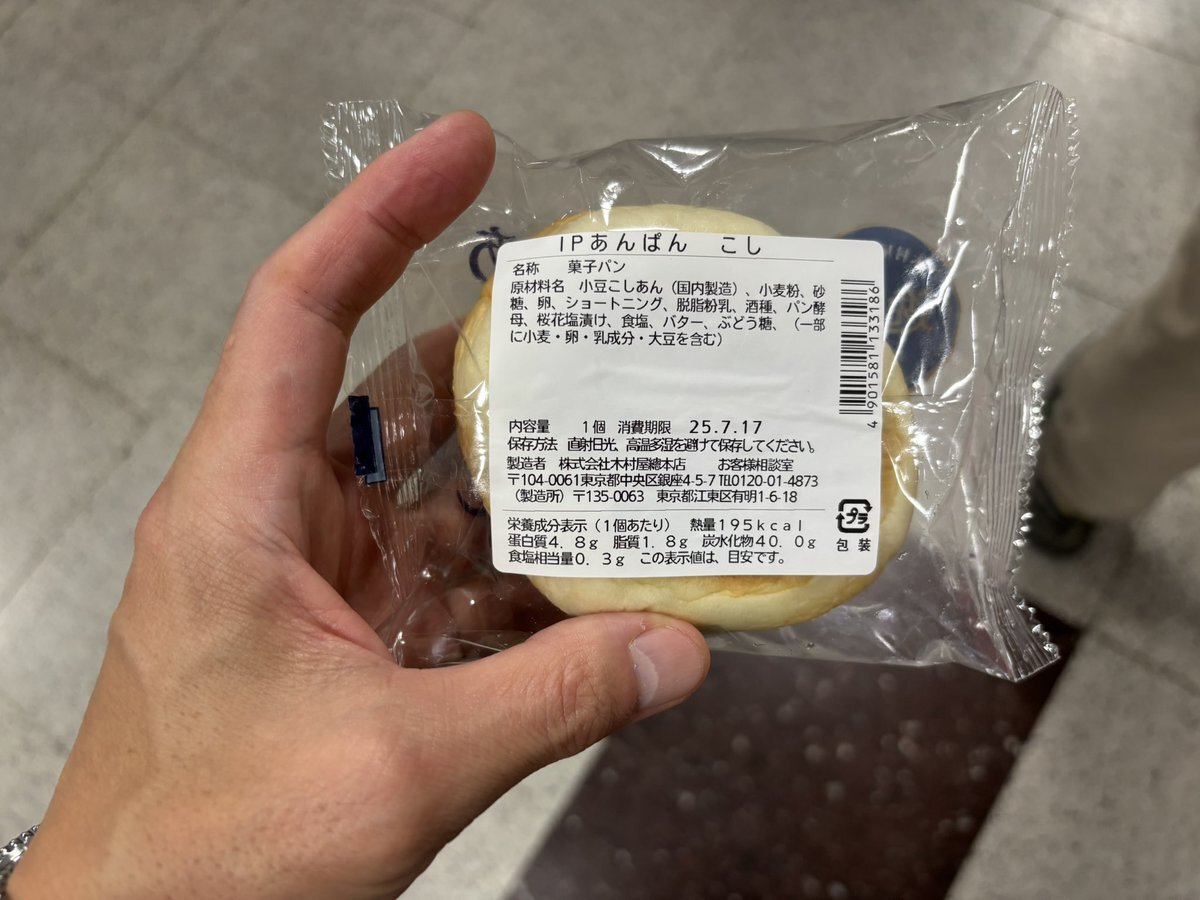 IPあんぱん こし
名称 菓子パン
原材料名 小豆こしあん（国内製造）、小麦粉、砂
糖、卵、ショートニング、脱脂粉乳、酒種、パン酵
母、桜花塩漬け、食塩、バター、ぶどう糖、（一部
に小麦・卵・乳成分・大豆を含む）
4 901581 133186
内容量 1個 消費期限 25.7.17
保存方法 直射日光、高温多湿を避けて保存してください。
製造者 株式会社木村屋總本店 お客様相談室
〒104-0061東京都中央区銀座4-5-7 ℡0120-01-4873
（製造所）〒135-0063 東京都江東区有明1-6-18
栄養成分表示（1個あたり） 熱量195kcal
蛋白質4.8g 脂質1.8g 炭水化物40.0g
食塩相当量0.3g この表示値は、目安です。
プラ
包装